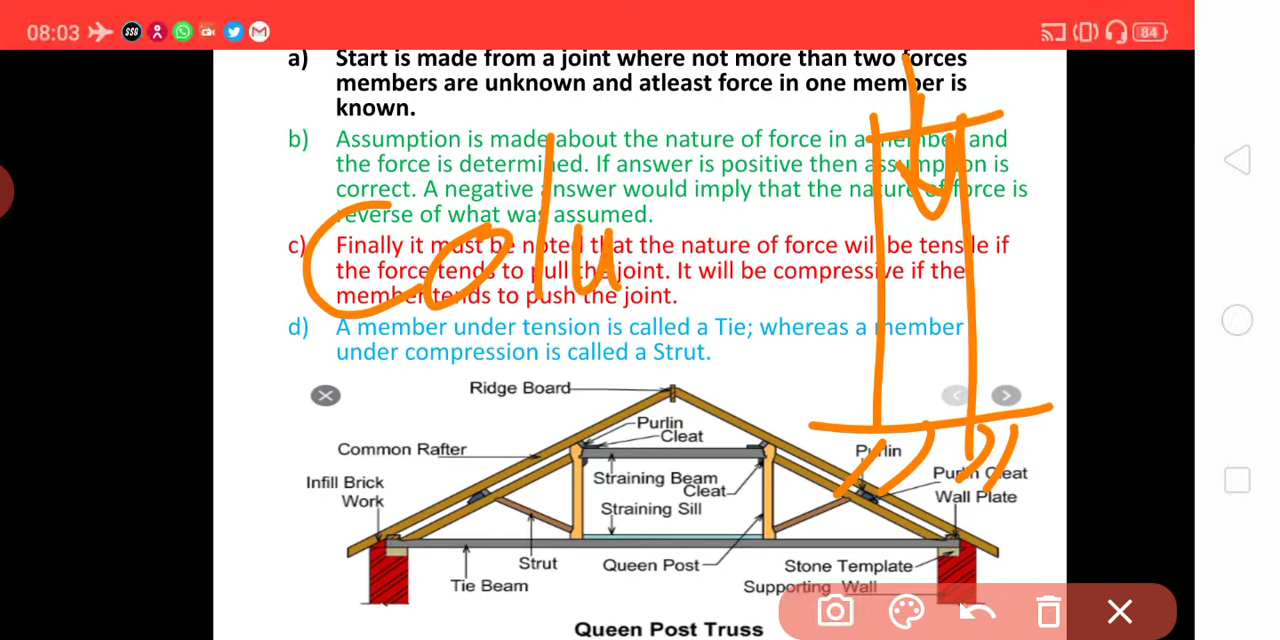 08:03
SSG
84
a) Start is made from a joint where not more than two forces
members are unknown and atleast force in one member is
known.
b) Assumption is made about the nature of force in a member and
the force is determined. If answer is positive then assumption is
correct. A negative answer would imply that the nature of force is
reverse of what was assumed.
c) Finally it must be noted that the nature of force will be tensile if
the force tends to pull the joint. It will be compressive if the
member tends to push the joint.
d) A member under tension is called a Tie; whereas a member
under compression is called a Strut.
Colu
Ridge Board
Purlin
Cleat
Common Rafter
Purlin
Infill Brick
Work
Straining Beam
Cleat
Purlin Cleat
Wall Plate
Straining Sill
Strut
Queen Post
Stone Template
Tie Beam
Supporting Wall
Queen Post Truss